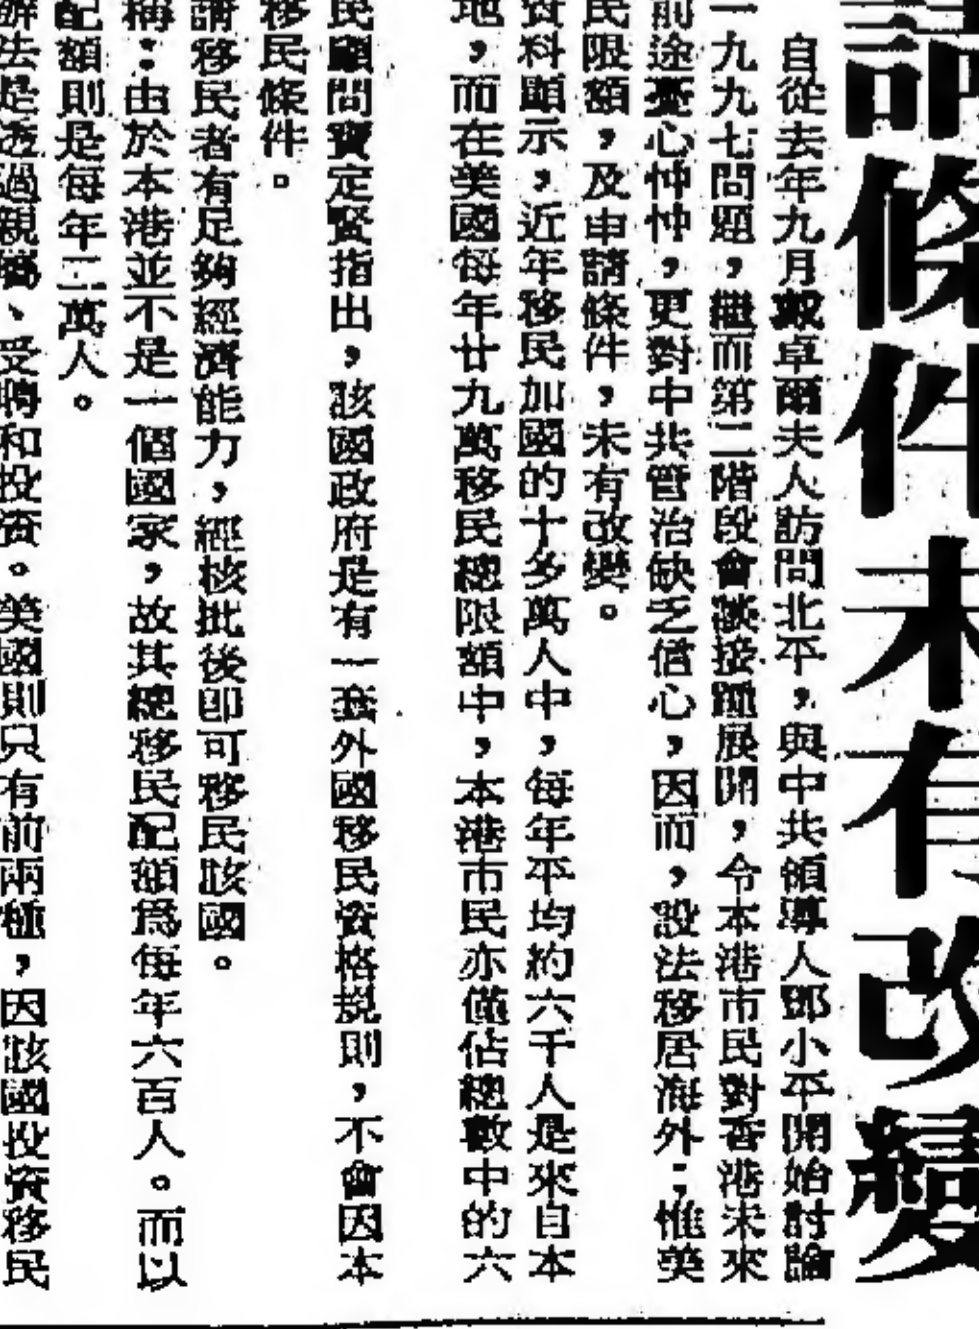 請條件未有改變
自從去年九月戴卓爾夫人訪問北平，與中共領導人鄧小平開始討論
一九九七問題，繼而第二階段會談接踵展開，令本港市民對香港未來
前途憂心忡忡，更對中共管治缺乏信心，因而，設法移居海外；惟美
民限額，及申請條件，未有改變。
資料顯示，近年移民加國的十多萬人中，每年平均約六千人是來自本
地，而在美國每年廿九萬移民總限額中，本港市民亦僅佔總數中的六
民顧問寶定賢指出，該國政府是有一套外國移民資格規則，不會因本
移民條件。
請移民者有足夠經濟能力，經核批後即可移民該國。
稱：由於本港並不是一個國家，故其總移民配額為每年六百人。而以
配額則是每年二萬人。
辦法是透過親屬、受聘和投資。美國則只有前兩種，因該國投資移民